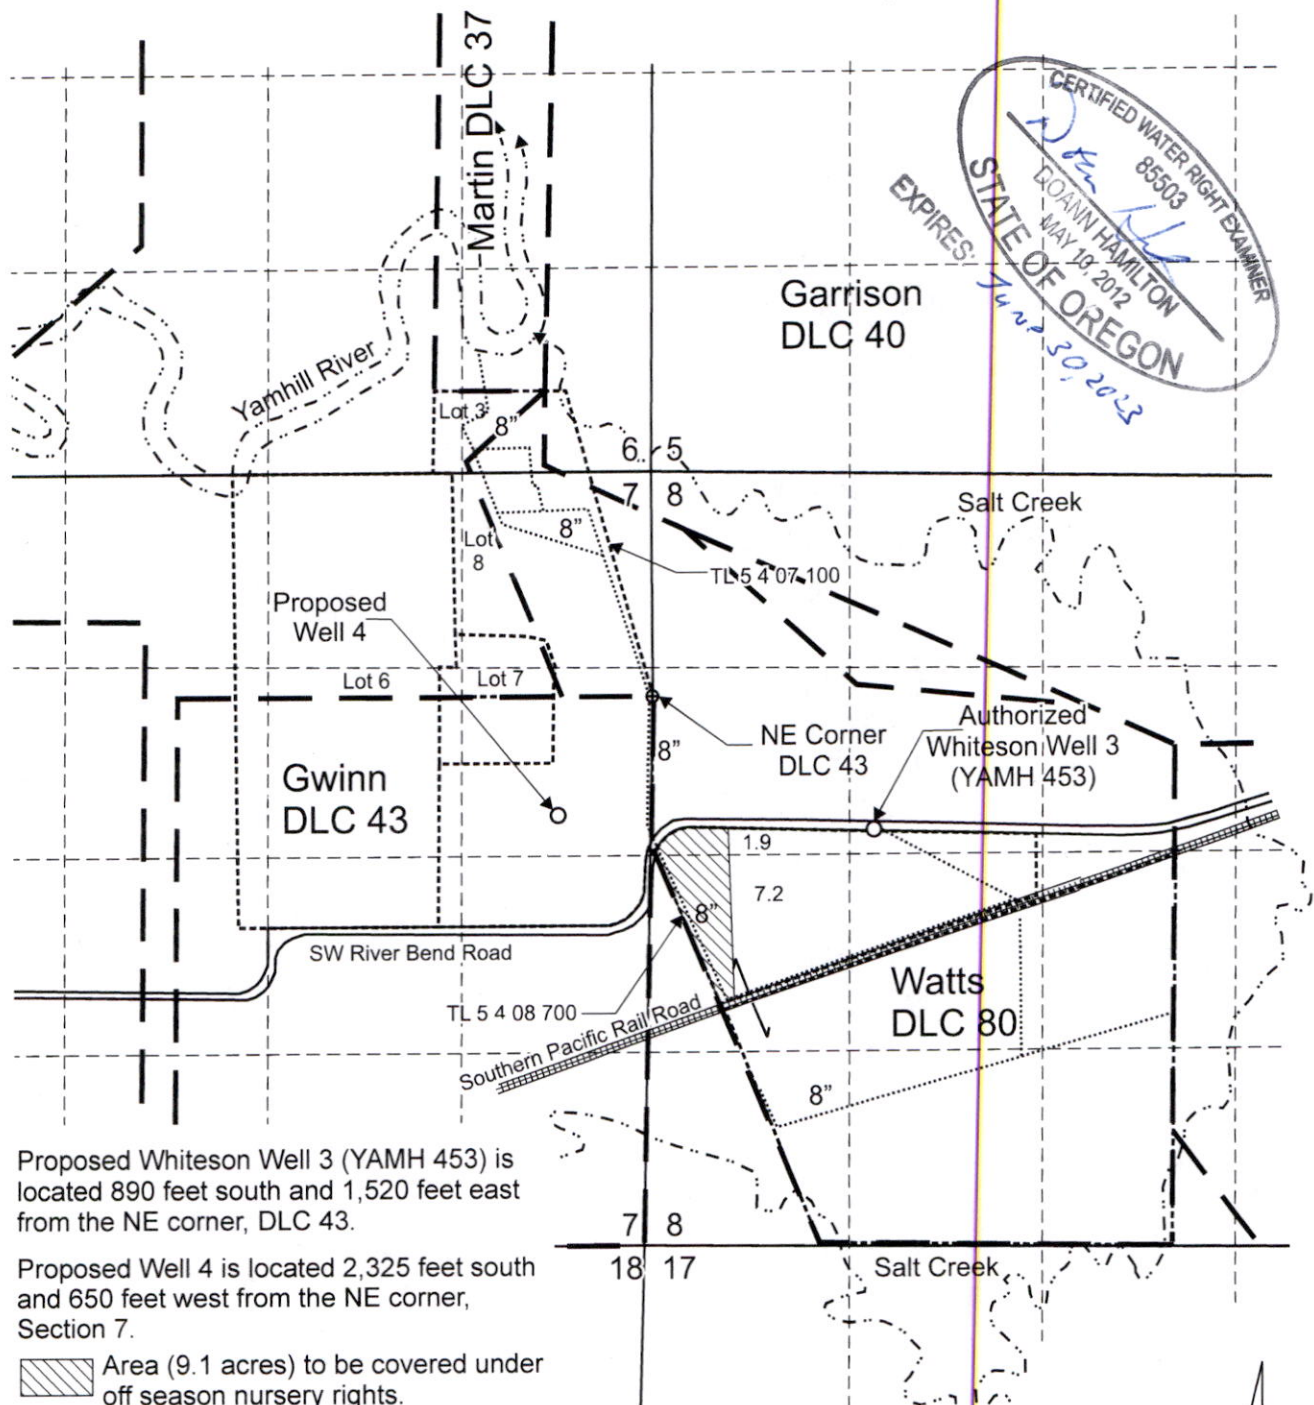 Martin DLC 37
CERTIFIED WATER RIGHT EXAMINER
85503
DOANN HAMILTON
MAY 10, 2012
STATE OF OREGON
EXPIRES: June 30, 2023
Garrison
DLC 40
Yamhill River
Lot 3
8”
6 5
7 8
Salt Creek
8”
Lot
8
TL 5 4 07 100
Proposed
Well 4
Lot 6
Lot 7
NE Corner
DLC 43
8”
Authorized
Whiteson Well 3
(YAMH 453)
Gwinn
DLC 43
1.9
7.2
8”
SW River Bend Road
TL 5 4 08 700
Southern Pacific Rail Road
Watts
DLC 80
8”
Proposed Whiteson Well 3 (YAMH 453) is
located 890 feet south and 1,520 feet east
from the NE corner, DLC 43.
7 8
18 17
Salt Creek
Proposed Well 4 is located 2,325 feet south
and 650 feet west from the NE corner,
Section 7.
Area (9.1 acres) to be covered under
off season nursery rights.